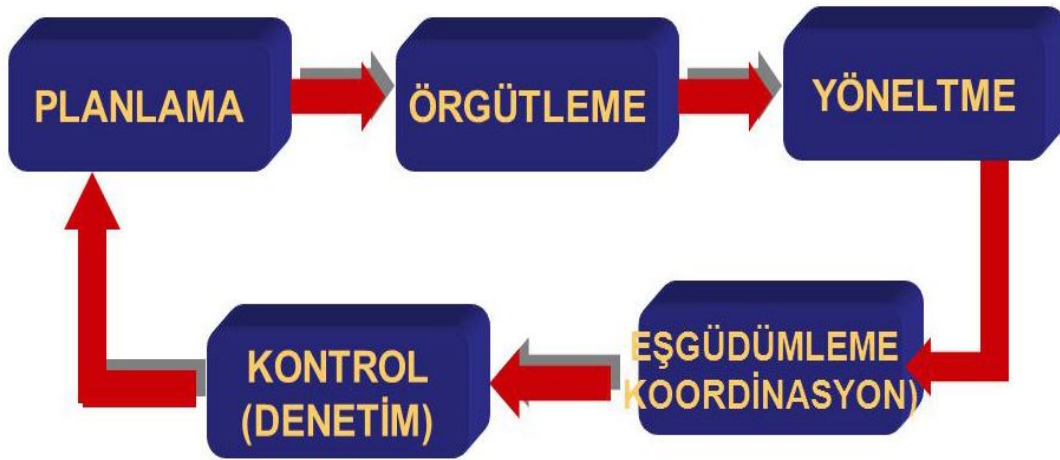 PLANLAMA
ÖRGÜTLEME
YÖNELTME
EŞGÜDÜMLEME
KOORDİNASYON)
KONTROL
(DENETİM)